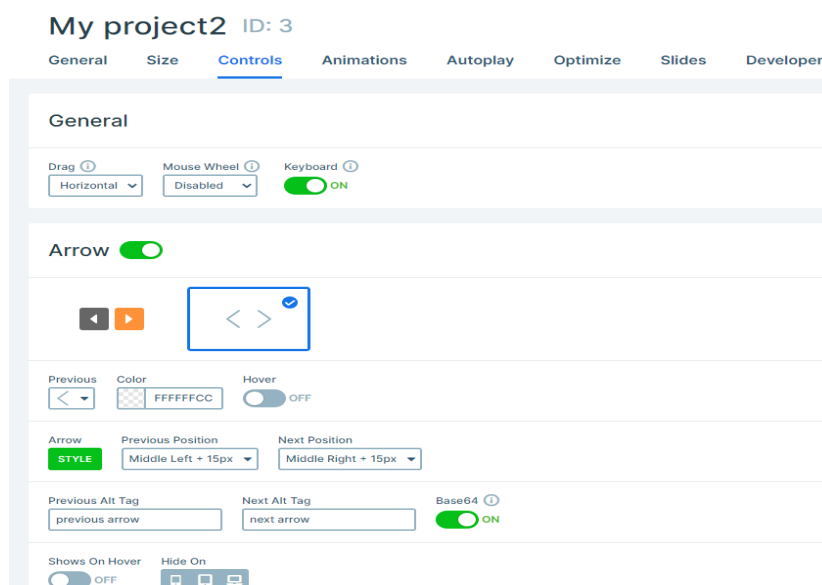 My project2 ID: 3
General Size Controls Animations Autoplay Optimize Slides Developer
General
Drag Mouse Wheel Keyboard
Horizontal Disabled ON
Arrow
Previous Color Hover
FFFFFFCC OFF
Arrow Previous Position Next Position
STYLE Middle Left + 15px Middle Right + 15px
Previous Alt Tag Next Alt Tag Base64
previous arrow next arrow ON
Shows On Hover Hide On
OFF